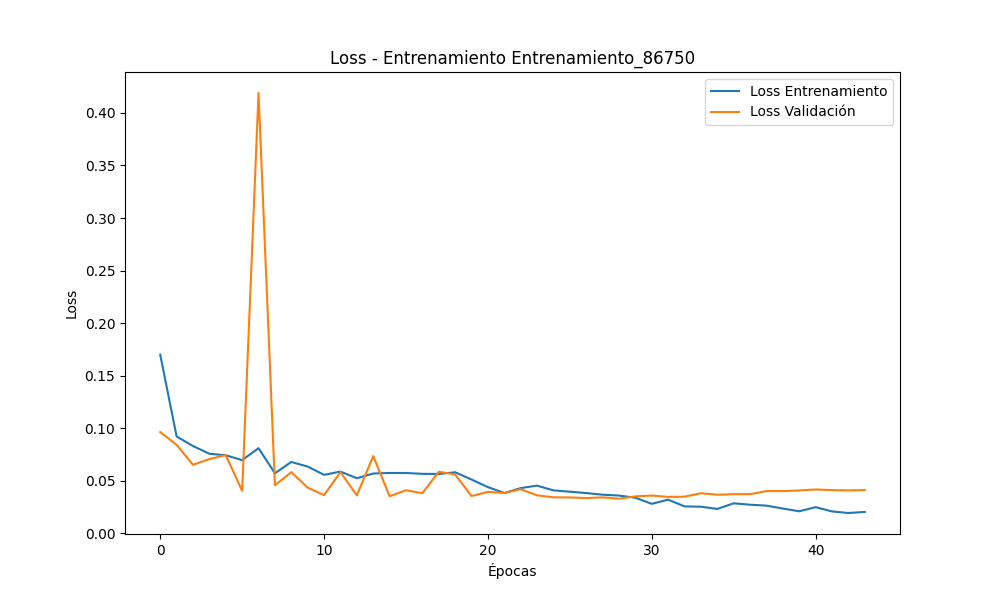 Loss - Entrenamiento Entrenamiento_86750
Loss Entrenamiento
Loss Validación
0.40
0.35
0.30
0.25
0.20
0.15
0.10
0.05
0.00
Loss
0 10 20 30 40
Épocas